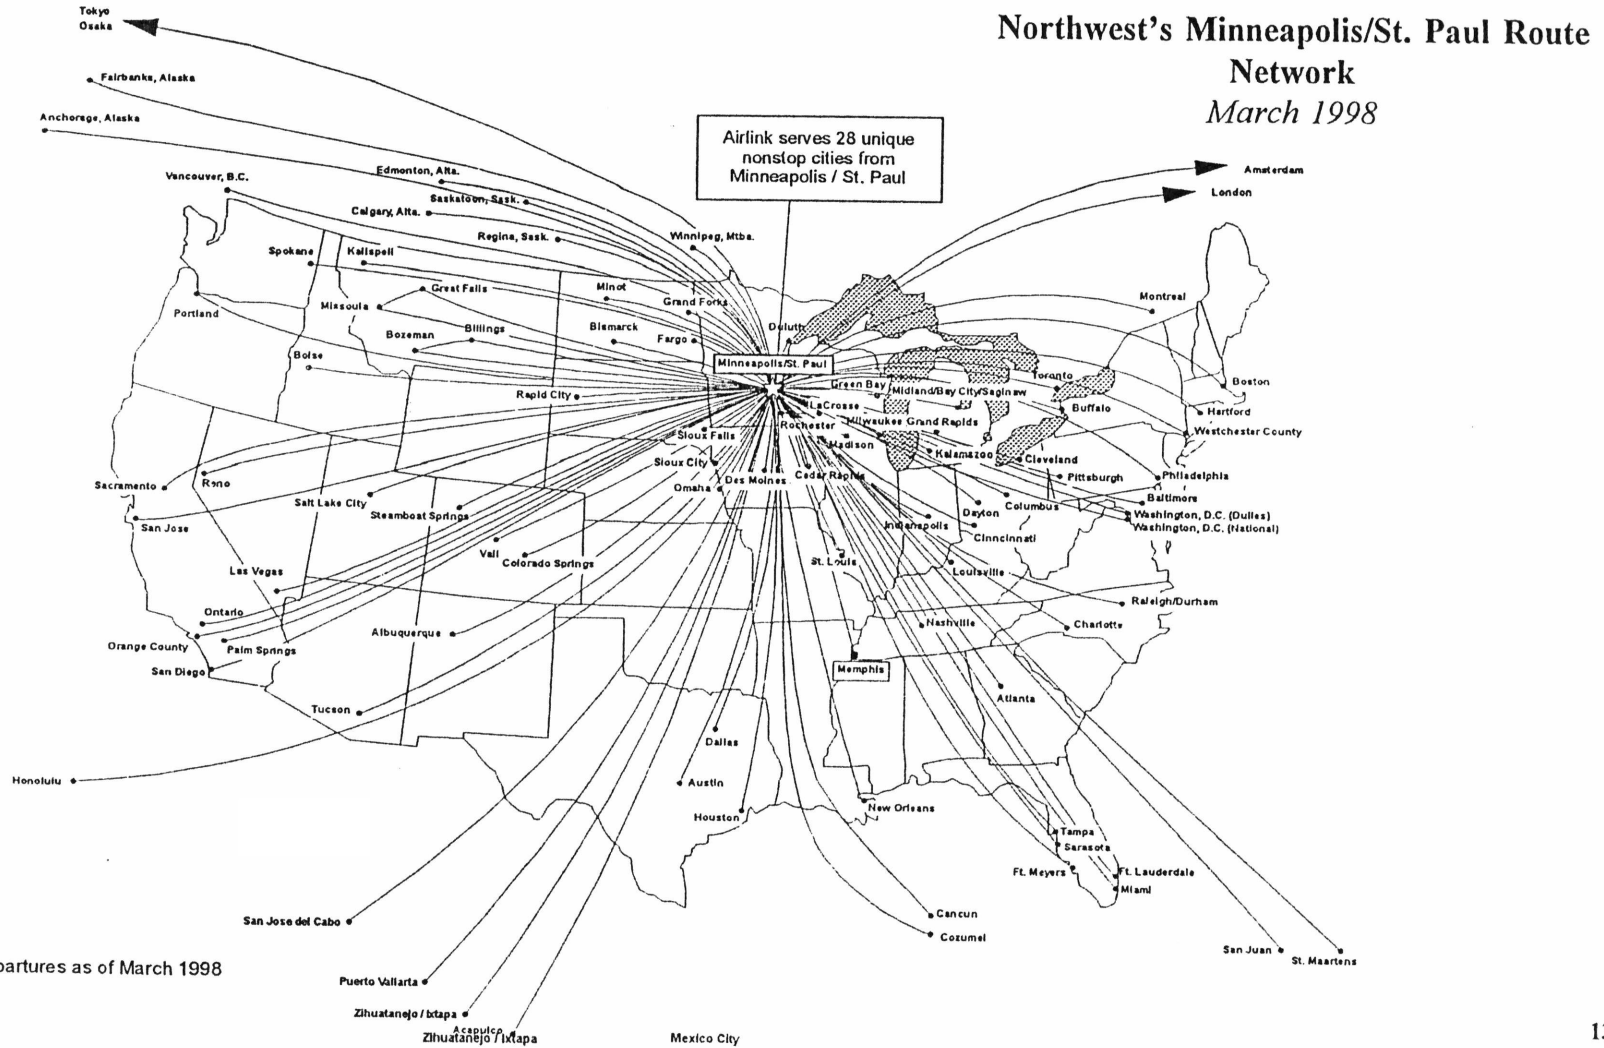 Northwest's Minneapolis/St. Paul Route
Network
March 1998
Tokyo
Osaka
Fairbanks, Alaska
Anchorage, Alaska
Airlink serves 28 unique
nonstop cities from
Minneapolis / St. Paul
Amsterdam
London
Vancouver, B.C.
Edmonton, Alta.
Saskatoon, Sask.
Calgary, Alta.
Regina, Sask.
Winnipeg, Mtba.
Spokane
Kalispell
Great Falls
Minot
Grand Forks
Montreal
Missoula
Portland
Bozeman
Billings
Bismarck
Fargo
Duluth
Boise
Minneapolis/St. Paul
Toronto
Boston
Green Bay
Midland/Bay City/Saginaw
Rapid City
LaCrosse
Buffalo
Hartford
Rochester
Milwaukee
Grand Rapids
Westchester County
Sioux Falls
Madison
Kalamazoo
Cleveland
Sioux City
Pittsburgh
Philadelphia
Sacramento
Reno
Omaha
Des Moines
Cedar Rapids
Baltimore
Salt Lake City
Steamboat Springs
Columbus
Dayton
Washington, D.C. (Dulles)
Washington, D.C. (National)
San Jose
Indianapolis
Cinncinnati
Vail
Colorado Springs
St. Louis
Louisville
Las Vegas
Raleigh/Durham
Ontario
Nashville
Charlotte
Albuquerque
Orange County
Palm Springs
San Diego
Memphis
Atlanta
Tucson
Dallas
Honolulu
Austin
Houston
New Orleans
Tampa
Sarasota
Ft. Meyers
Ft. Lauderdale
Miami
San Jose del Cabo
Cancun
Cozumel
San Juan
St. Maartens
partures as of March 1998
Puerto Vallarta
Zihuatanejo / Ixtapa
Acapulco
Zihuatanejo / Ixtapa
Mexico City